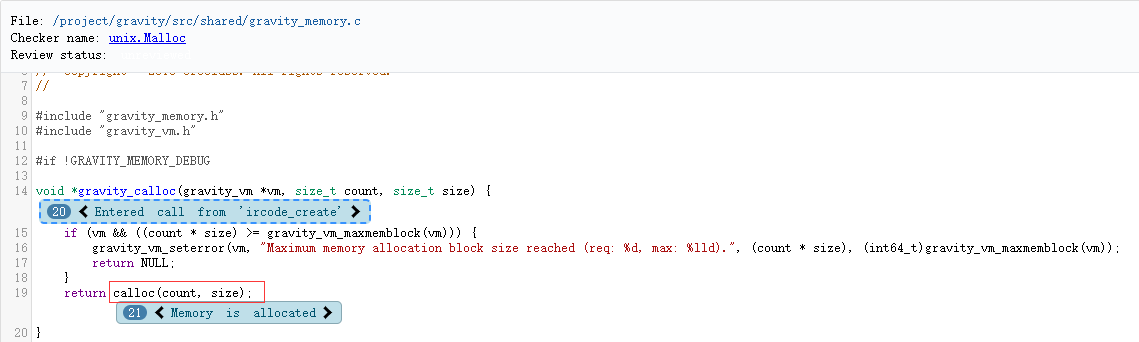 File: /project/gravity/src/shared/gravity_memory.c
Checker name: unix.Malloc
Review status:
7 //
8
9 #include "gravity_memory.h"
10 #include "gravity_vm.h"
11
12 #if !GRAVITY_MEMORY_DEBUG
13
14 void *gravity_calloc(gravity_vm *vm, size_t count, size_t size) {
20 Entered call from 'ircode_create'
15 if (vm && ((count * size) >= gravity_vm_maxmemblock(vm))) {
16 gravity_vm_seterror(vm, "Maximum memory allocation block size reached (req: %d, max: %lld).", (count * size), (int64_t)gravity_vm_maxmemblock(vm));
17 return NULL;
18 }
19 return calloc(count, size);
21 Memory is allocated
20 }